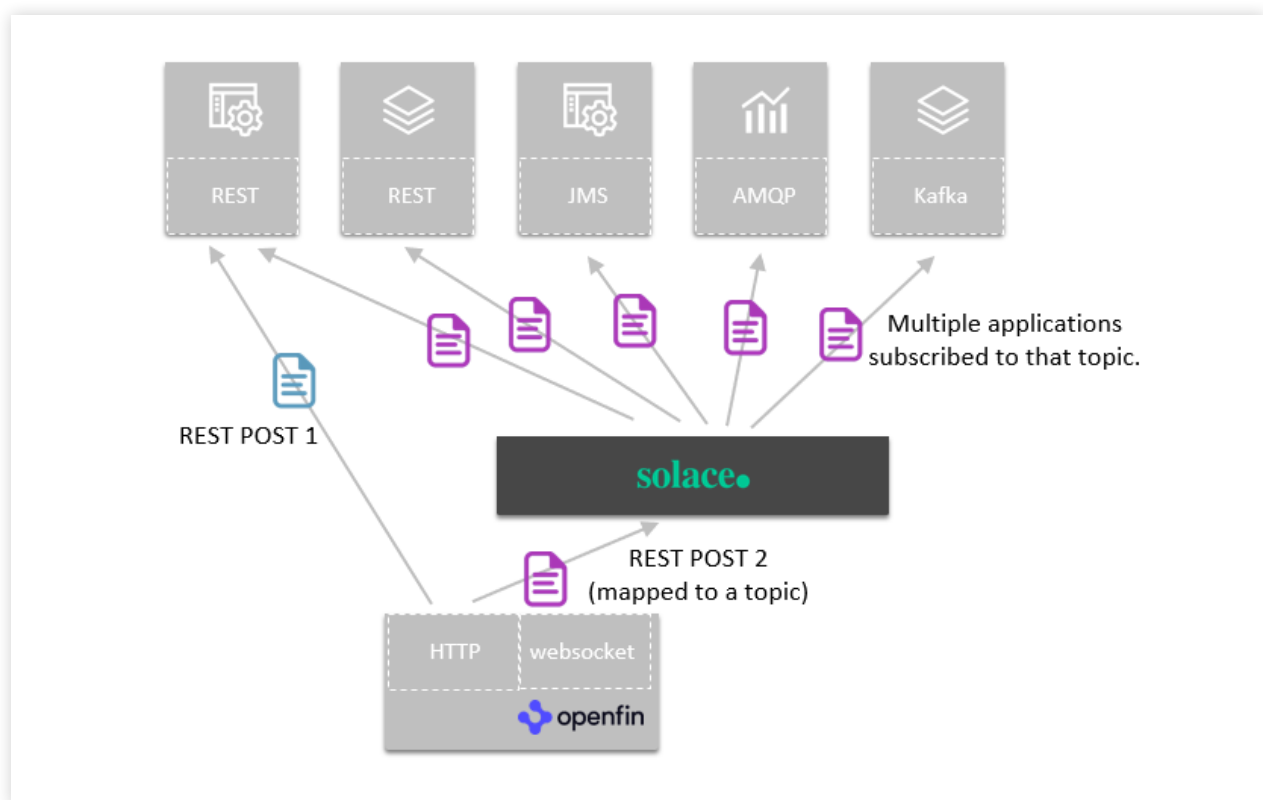 REST
REST
JMS
AMQP
Kafka
Multiple applications
subscribed to that topic.
REST POST 1
solace
REST POST 2
(mapped to a topic)
HTTP
websocket
openfin